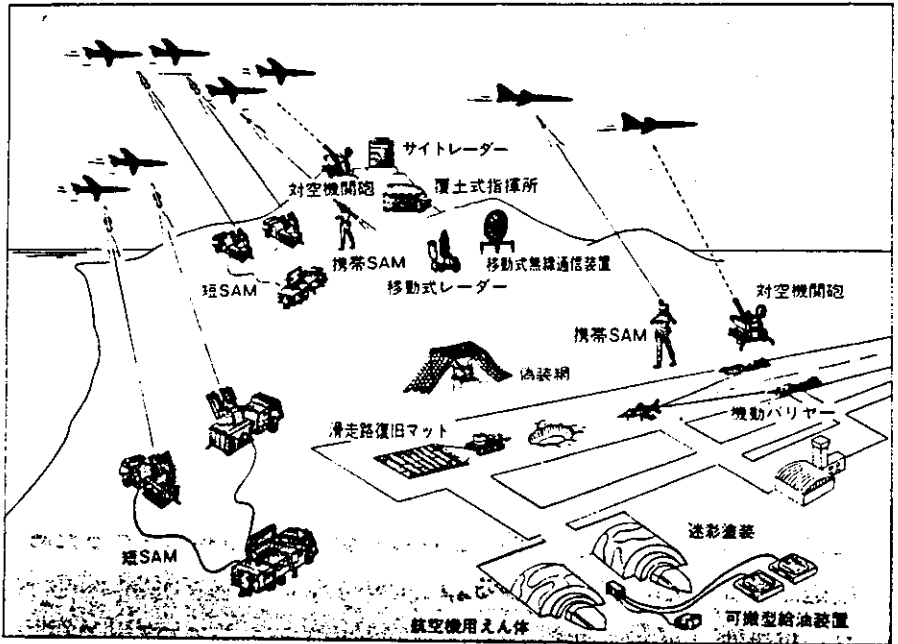 サイトレーダー
対空機関砲
覆土式指揮所
携帯SAM
移動式無線通信装置
短SAM
移動式レーダー
対空機関砲
携帯SAM
偽装網
機動バリヤー
滑走路復旧マット
迷彩塗装
短SAM
可撤型給油装置
航空機用えん体